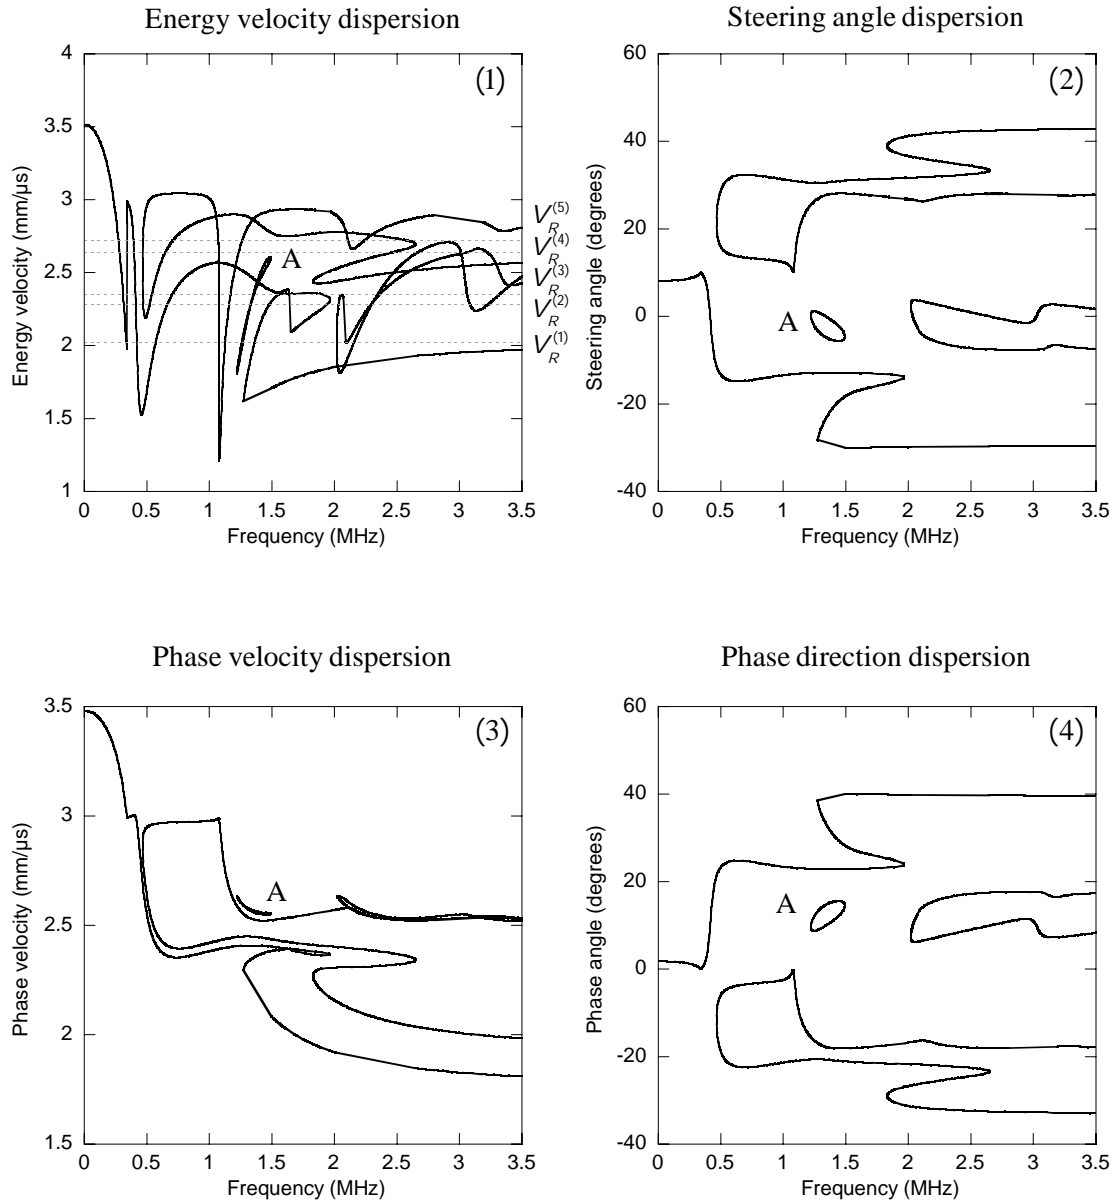 Energy velocity dispersion
(1)
Energy velocity (mm/μs)
4
3.5
3
2.5
2
1.5
1
A
V_R^(5)
V_R^(4)
V_R^(3)
V_R^(2)
V_R^(1)
0 0.5 1 1.5 2 2.5 3 3.5
Frequency (MHz)
Steering angle dispersion
(2)
Steering angle (degrees)
60
40
20
0
-20
-40
A
0 0.5 1 1.5 2 2.5 3 3.5
Frequency (MHz)
Phase velocity dispersion
(3)
Phase velocity (mm/μs)
3.5
3
2.5
2
1.5
A
0 0.5 1 1.5 2 2.5 3 3.5
Frequency (MHz)
Phase direction dispersion
(4)
Phase angle (degrees)
60
40
20
0
-20
-40
A
0 0.5 1 1.5 2 2.5 3 3.5
Frequency (MHz)